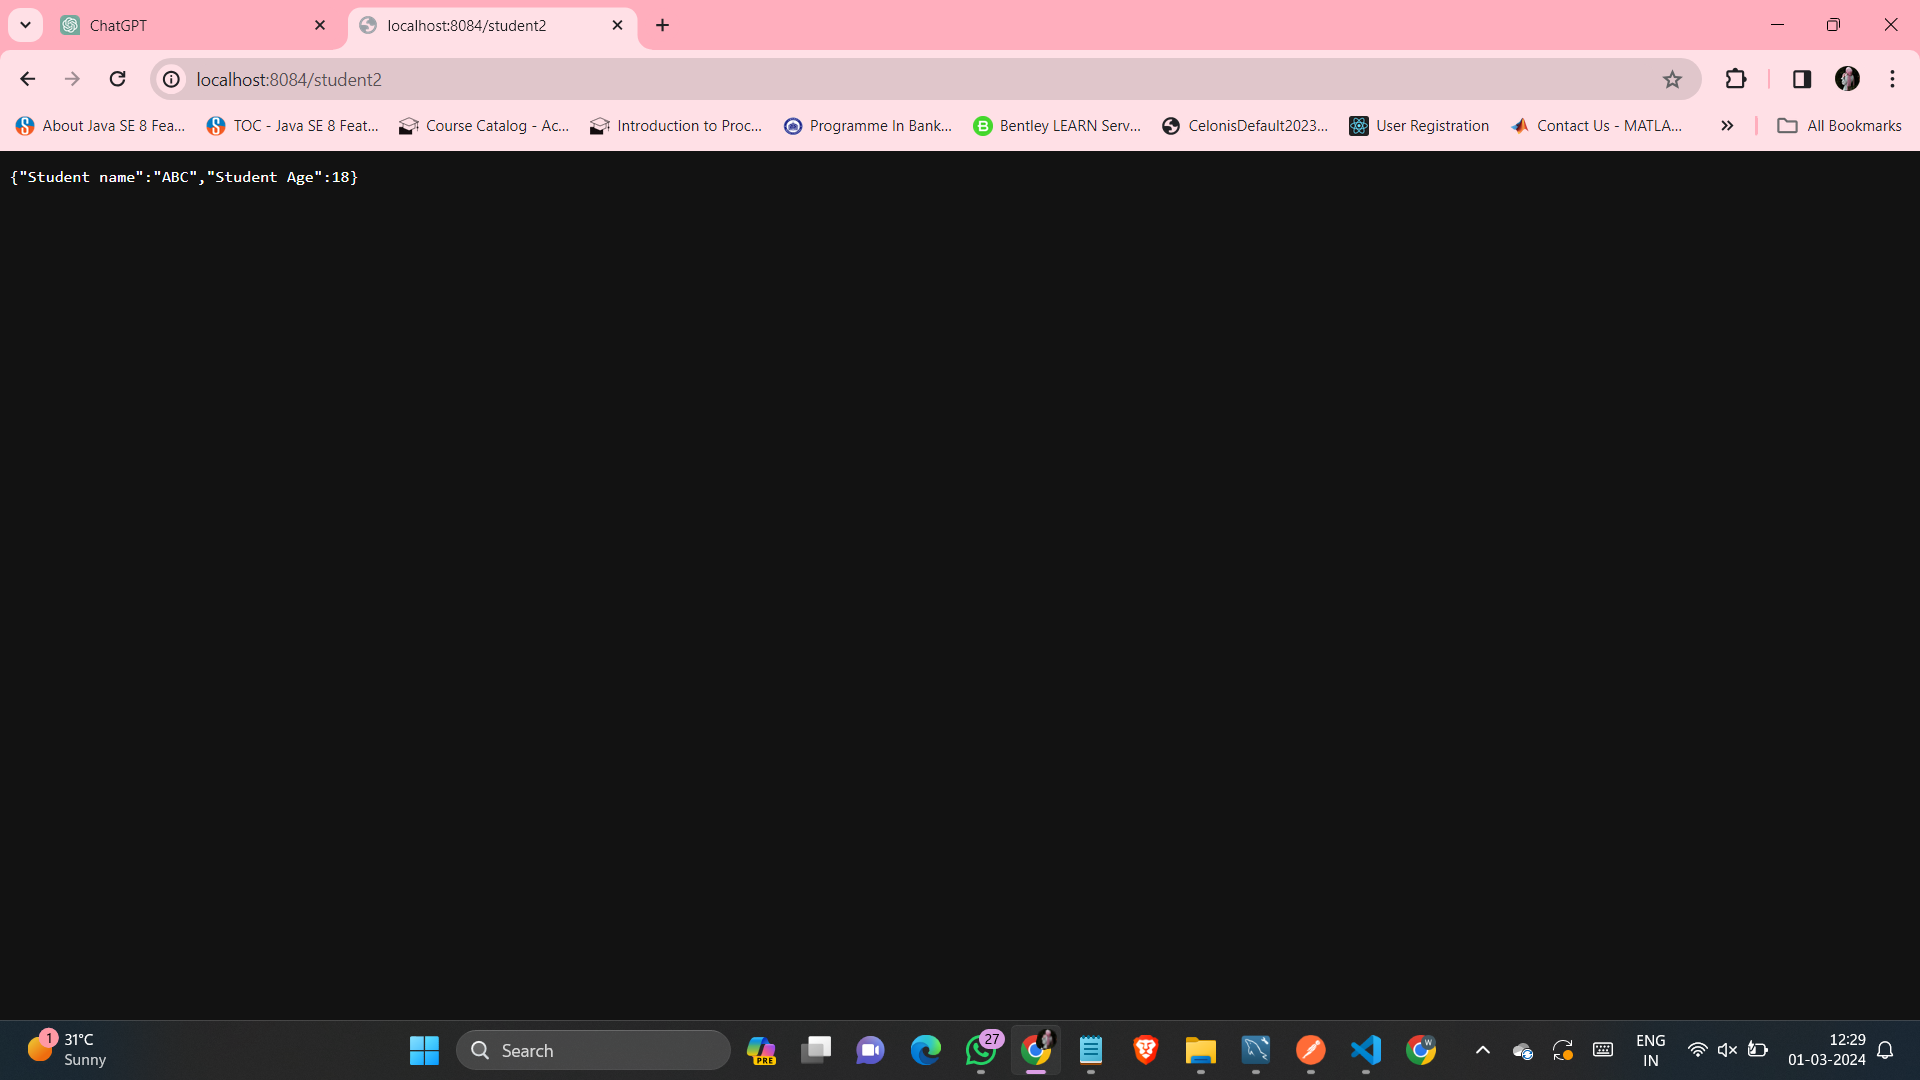 ChatGPT
localhost:8084/student2
localhost:8084/student2
About Java SE 8 Fea...
TOC - Java SE 8 Feat...
Course Catalog - Ac...
Introduction to Proc...
Programme In Bank...
Bentley LEARN Serv...
CelonisDefault2023...
User Registration
Contact Us - MATLA...
All Bookmarks
{"Student name":"ABC","Student Age":18}
1
31°C
Sunny
Search
PRE
27
W
ENG
IN
12:29
01-03-2024